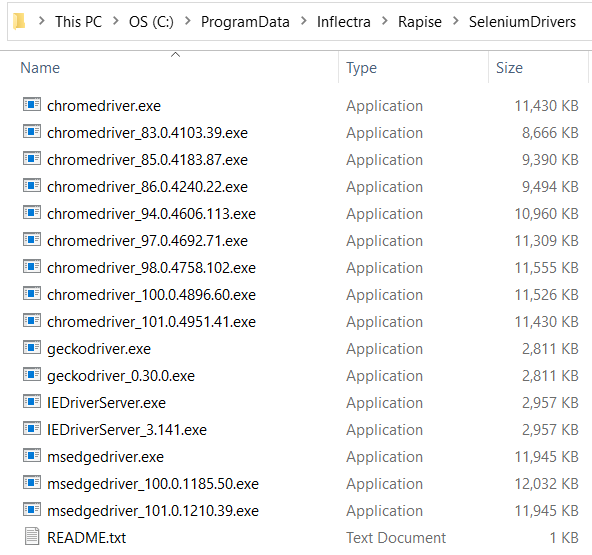 This PC > OS (C:) > ProgramData > Inflectra > Rapise > SeleniumDrivers
Name Type Size
chromedriver.exe Application 11,430 KB
chromedriver_83.0.4103.39.exe Application 8,666 KB
chromedriver_85.0.4183.87.exe Application 9,390 KB
chromedriver_86.0.4240.22.exe Application 9,494 KB
chromedriver_94.0.4606.113.exe Application 10,960 KB
chromedriver_97.0.4692.71.exe Application 11,309 KB
chromedriver_98.0.4758.102.exe Application 11,555 KB
chromedriver_100.0.4896.60.exe Application 11,526 KB
chromedriver_101.0.4951.41.exe Application 11,430 KB
geckodriver.exe Application 2,811 KB
geckodriver_0.30.0.exe Application 2,811 KB
IEDriverServer.exe Application 2,957 KB
IEDriverServer_3.141.exe Application 2,957 KB
msedgedriver.exe Application 11,945 KB
msedgedriver_100.0.1185.50.exe Application 12,032 KB
msedgedriver_101.0.1210.39.exe Application 11,945 KB
README.txt Text Document 1 KB